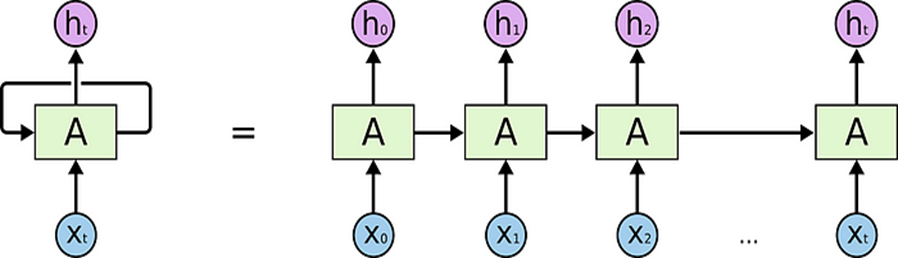 hₜ h₀ h₁ h₂ hₜ
A = A A A A
xₜ x₀ x₁ x₂ ... xₜ